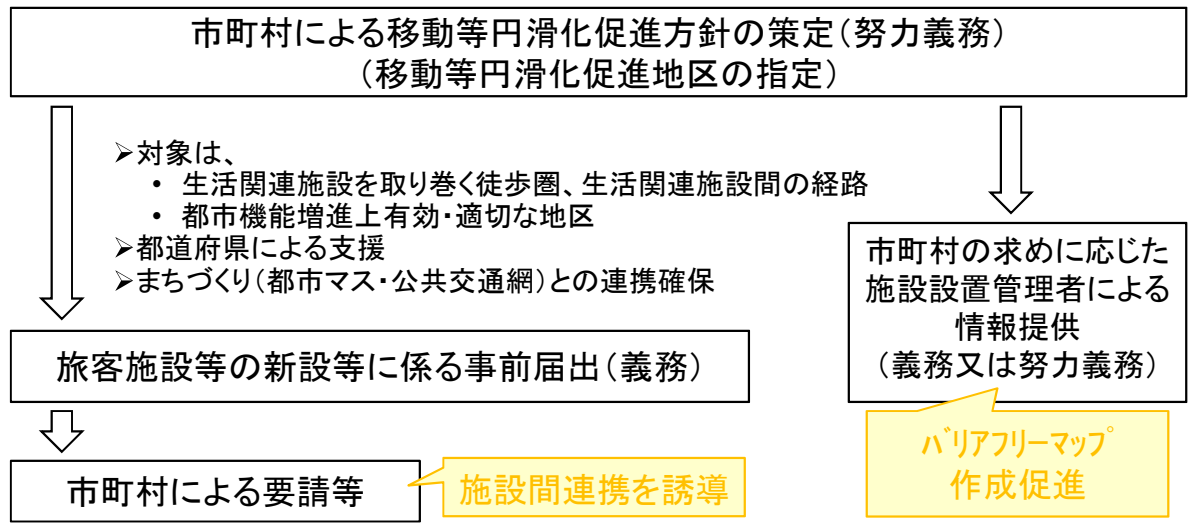 市町村による移動等円滑化促進方針の策定(努力義務)
(移動等円滑化促進地区の指定)
➢対象は、
• 生活関連施設を取り巻く徒歩圏、生活関連施設間の経路
• 都市機能増進上有効・適切な地区
➢都道府県による支援
➢まちづくり(都市マス・公共交通網)との連携確保
市町村の求めに応じた
施設設置管理者による
情報提供
(義務又は努力義務)
旅客施設等の新設等に係る事前届出(義務)
バリアフリーマップ
作成促進
市町村による要請等
施設間連携を誘導